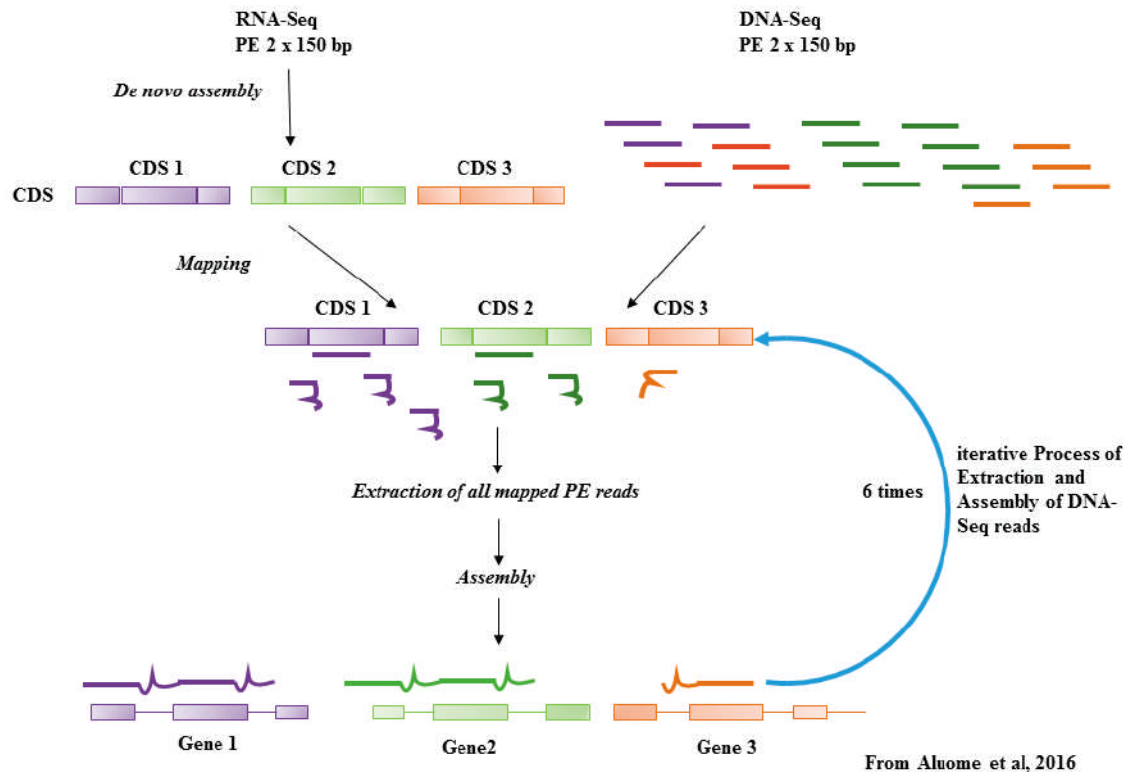 RNA-Seq
PE 2 x 150 bp
DNA-Seq
PE 2 x 150 bp
De novo assembly
CDS 1
CDS 2
CDS 3
CDS
Mapping
CDS 1
CDS 2
CDS 3
Extraction of all mapped PE reads
6 times
iterative Process of
Extraction and
Assembly of DNA-
Seq reads
Assembly
Gene 1
Gene2
Gene 3
From Aluome et al, 2016